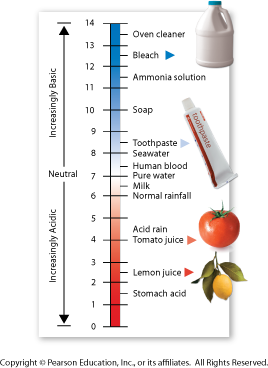 14
Oven cleaner
13
Bleach
12
Ammonia solution
11
10
Soap
9
Toothpaste
8
Seawater
Human blood
Neutral
7
Pure water
Milk
6
Normal rainfall
5
Acid rain
4
Tomato juice
3
Lemon juice
2
Stomach acid
1
0
Increasingly Basic
Increasingly Acidic
toothpaste
Copyright © Pearson Education, Inc., or its affiliates. All Rights Reserved.